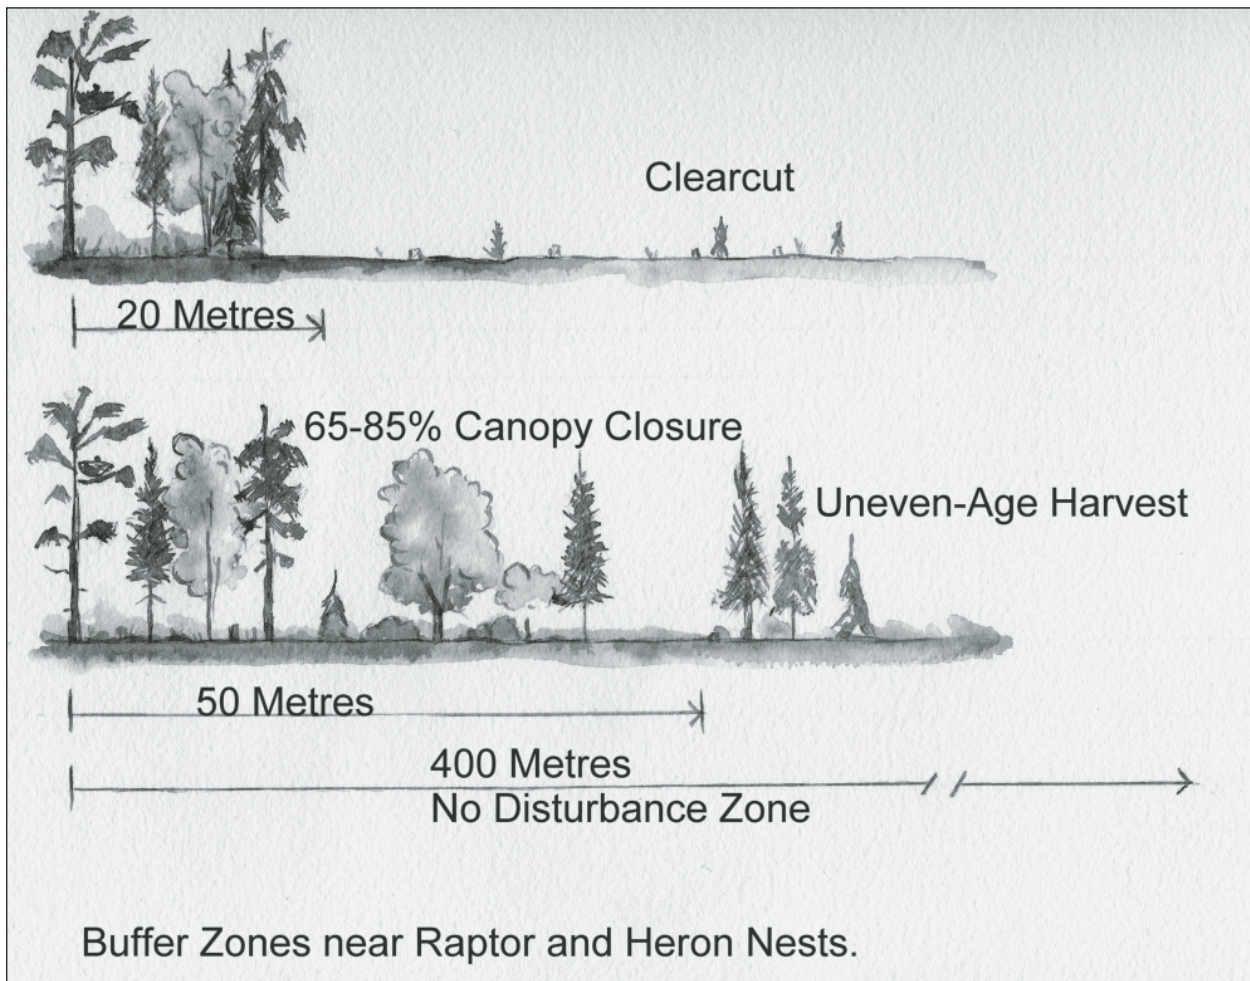 Clearcut
20 Metres
65-85% Canopy Closure
Uneven-Age Harvest
50 Metres
400 Metres
No Disturbance Zone
Buffer Zones near Raptor and Heron Nests.